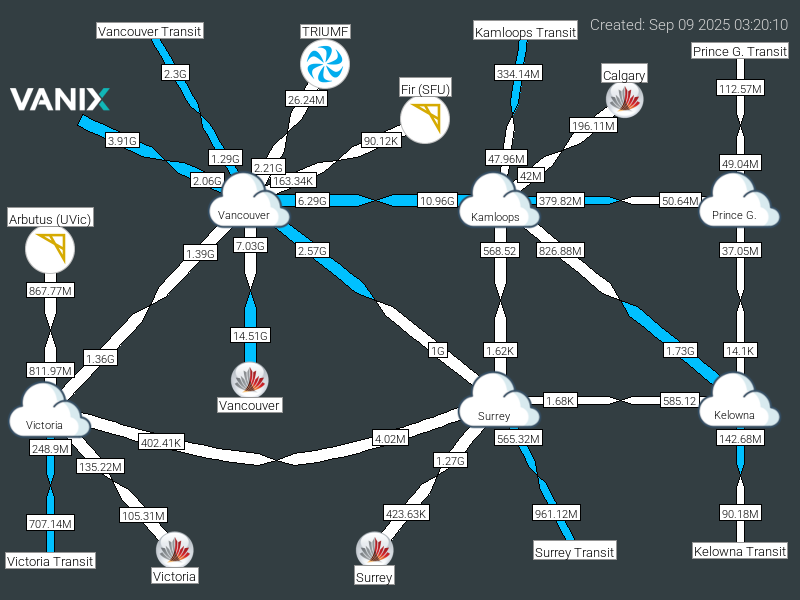 Created: Sep 09 2025 03:20:10
Vancouver Transit
TRIUMF
Kamloops Transit
Prince G. Transit
2.3G
334.14M
Calgary
112.57M
Fir (SFU)
VANIX
26.24M
196.11M
3.91G
90.12K
1.29G
47.96M
49.04M
2.21G
2.06G
163.34K
42M
6.29G
10.96G
379.82M
50.64M
Vancouver
Kamloops
Prince G.
Arbutus (UVic)
1.39G
7.03G
2.57G
568.52
826.88M
37.05M
867.77M
14.51G
1.36G
1G
1.62K
1.73G
14.1K
811.97M
Vancouver
1.68K
585.12
Victoria
Surrey
Kelowna
248.9M
402.41K
4.02M
565.32M
142.68M
135.22M
1.27G
707.14M
105.31M
423.63K
961.12M
90.18M
Victoria Transit
Victoria
Surrey
Surrey Transit
Kelowna Transit